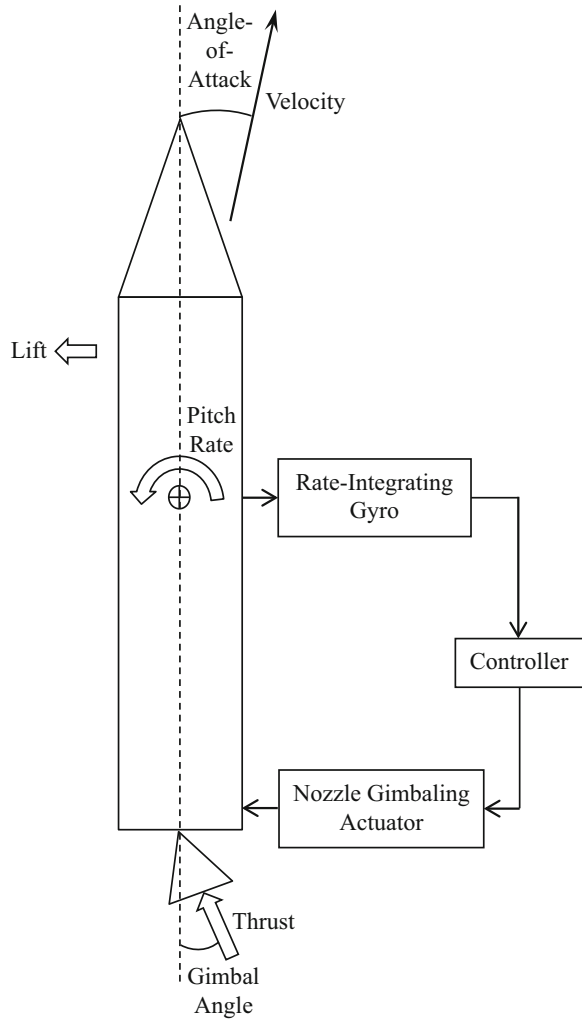 Angle-
of-
Attack
Velocity
Lift
Pitch
Rate
Rate-Integrating
Gyro
Controller
Nozzle Gimbaling
Actuator
Thrust
Gimbal
Angle